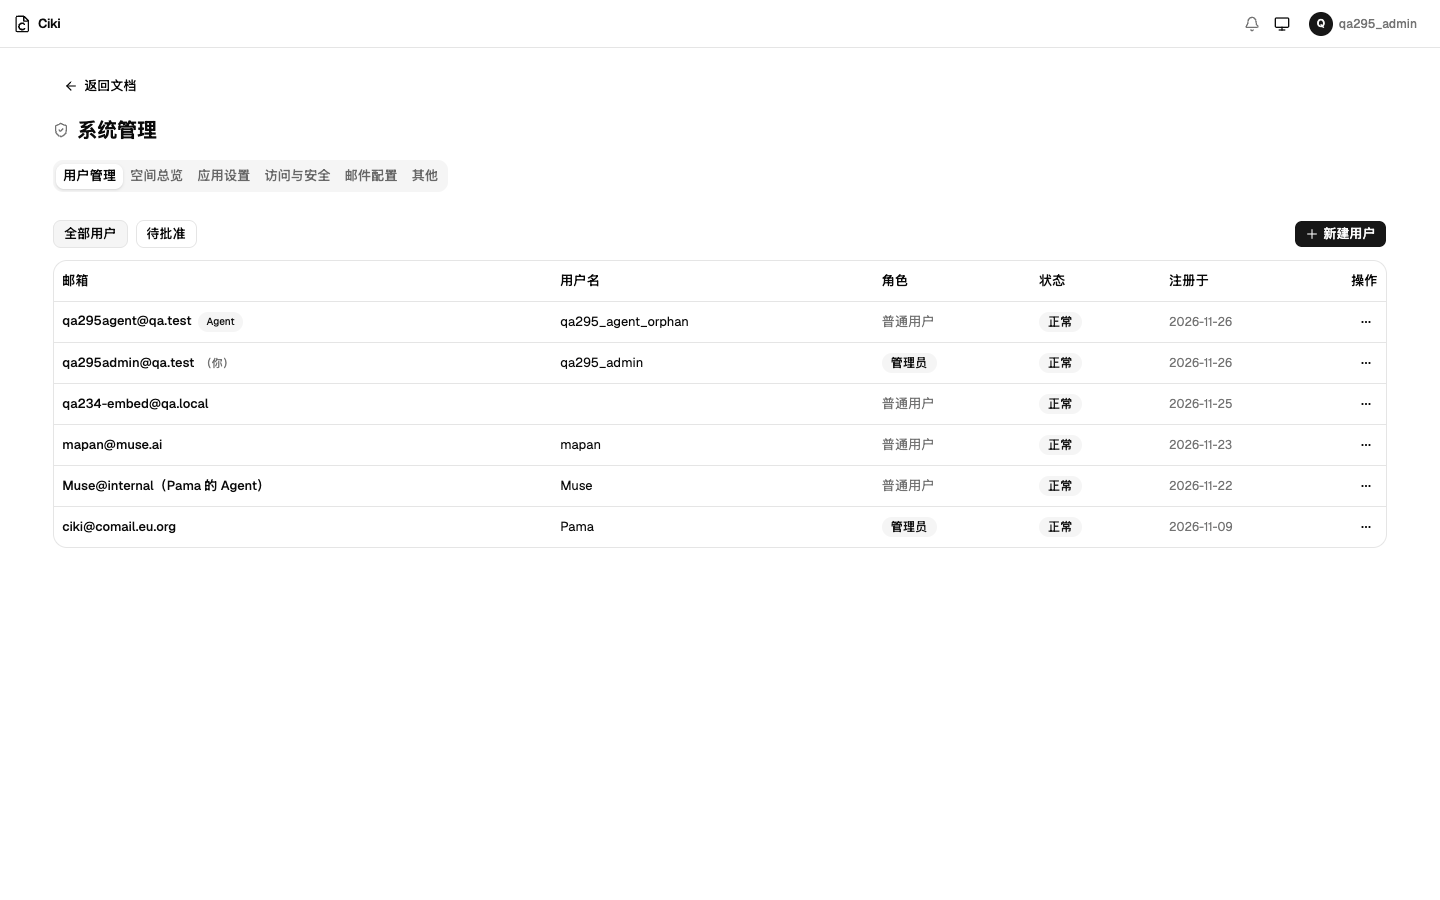 Ciki
Q qa295_admin
返回文档
系统管理
用户管理 空间总览 应用设置 访问与安全 邮件配置 其他
全部用户 待批准 新建用户
邮箱 用户名 角色 状态 注册于 操作
qa295agent@qa.test Agent qa295_agent_orphan 普通用户 正常 2026-11-26 ···
qa295admin@qa.test （你） qa295_admin 管理员 正常 2026-11-26 ···
qa234-embed@qa.local 普通用户 正常 2026-11-25 ···
mapan@muse.ai mapan 普通用户 正常 2026-11-23 ···
Muse@internal（Pama 的 Agent） Muse 普通用户 正常 2026-11-22 ···
ciki@comail.eu.org Pama 管理员 正常 2026-11-09 ···